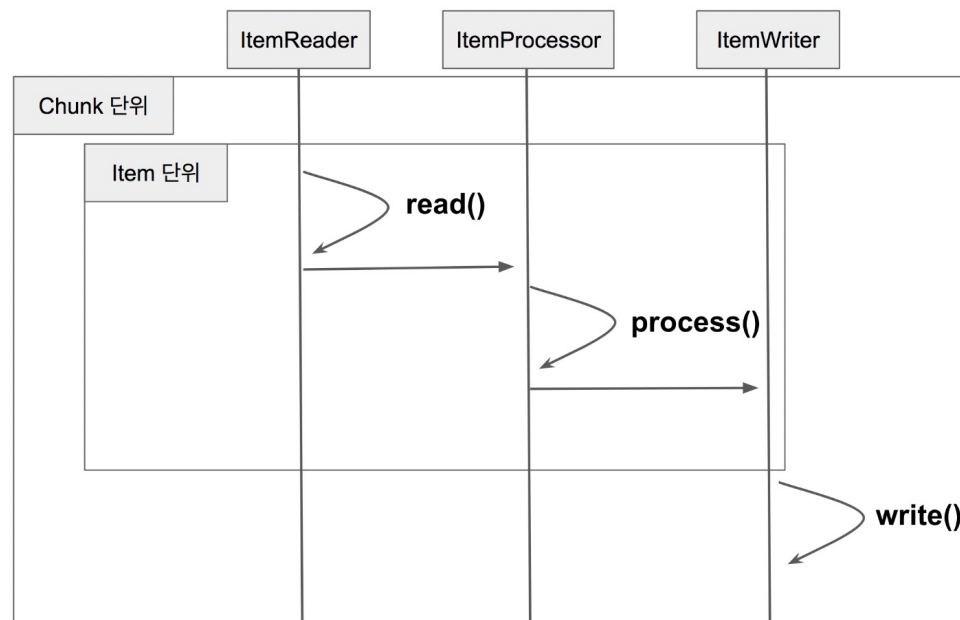 ItemReader
ItemProcessor
ItemWriter
Chunk 단위
Item 단위
read()
process()
write()